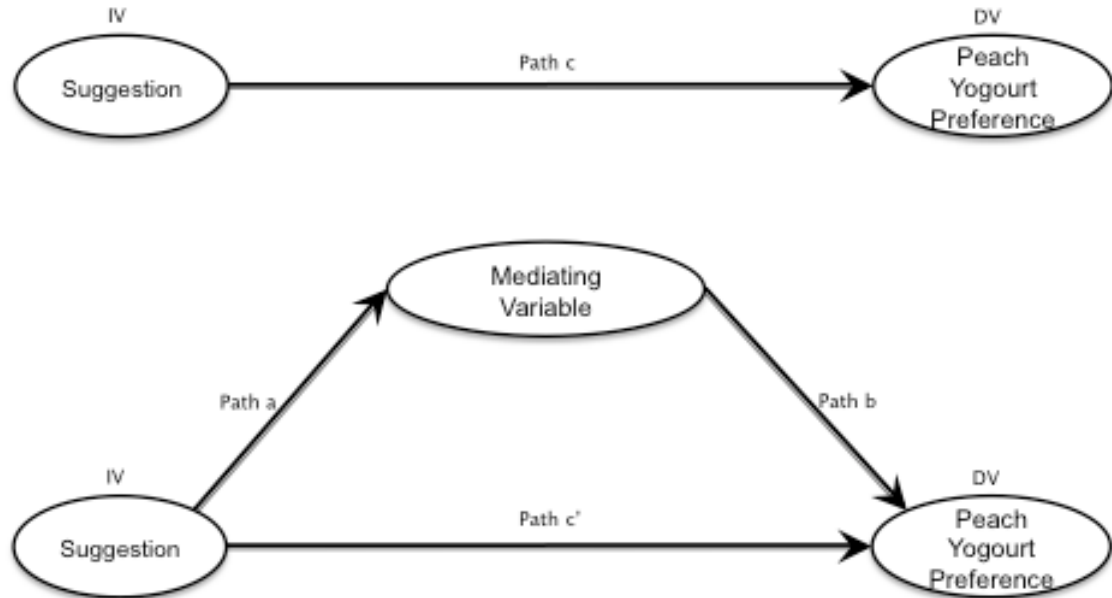 IV
DV
Suggestion
Path c
Peach
Yogourt
Preference
Mediating
Variable
Path a
Path b
IV
DV
Suggestion
Path c'
Peach
Yogourt
Preference